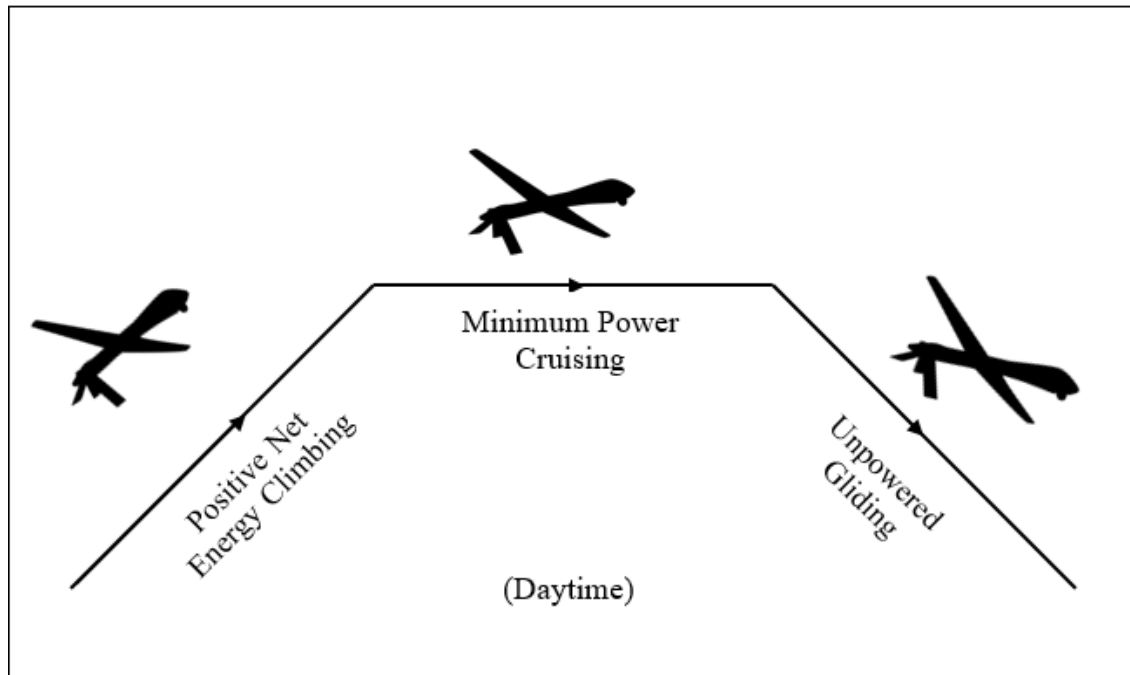 Minimum Power
Cruising
Positive Net
Energy Climbing
Unpowered
Gliding
(Daytime)